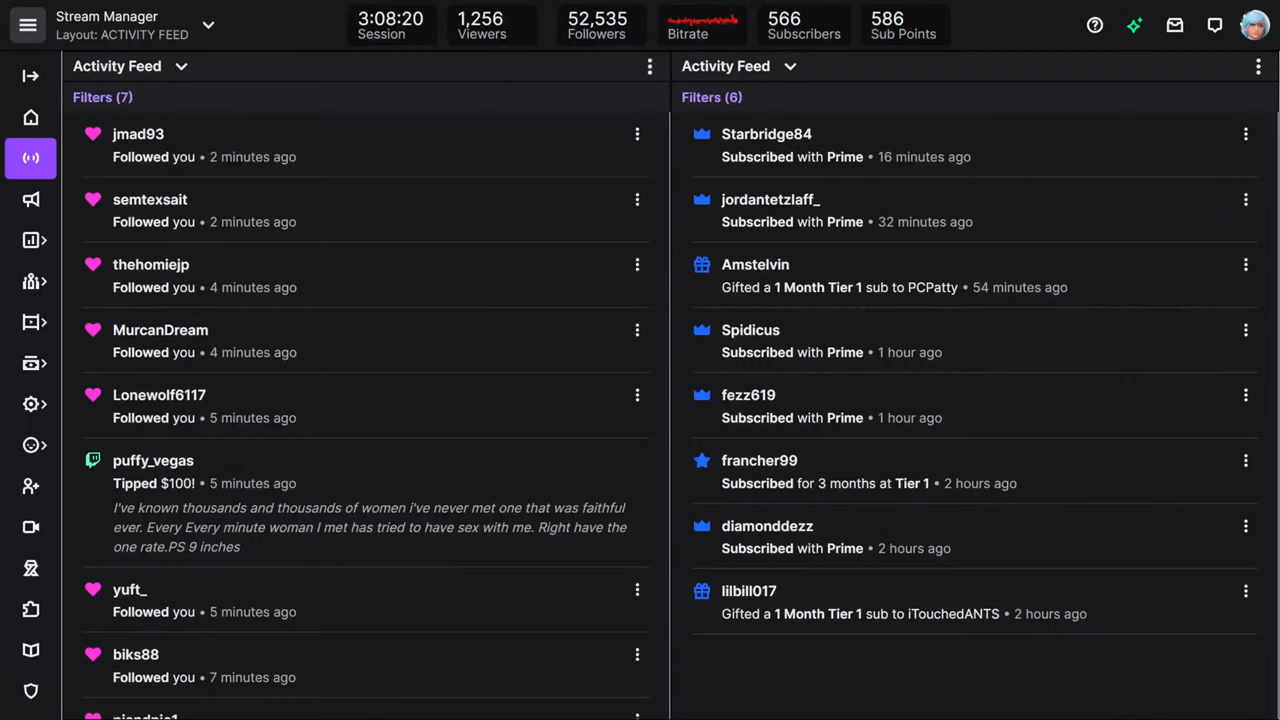 Stream Manager
Layout: ACTIVITY FEED
3:08:20
Session
1,256
Viewers
52,535
Followers
Bitrate
566
Subscribers
586
Sub Points
Activity Feed
Filters (7)
jmad93
Followed you • 2 minutes ago
semtexsait
Followed you • 2 minutes ago
thehomiejp
Followed you • 4 minutes ago
MurcanDream
Followed you • 4 minutes ago
Lonewolf6117
Followed you • 5 minutes ago
puffy_vegas
Tipped $100! • 5 minutes ago
I've known thousands and thousands of women i've never met one that was faithful
ever. Every Every minute woman I met has tried to have sex with me. Right have the
one rate.PS 9 inches
yuft_
Followed you • 5 minutes ago
biks88
Followed you • 7 minutes ago
Activity Feed
Filters (6)
Starbridge84
Subscribed with Prime • 16 minutes ago
jordantetzlaff_
Subscribed with Prime • 32 minutes ago
Amstelvin
Gifted a 1 Month Tier 1 sub to PCPatty • 54 minutes ago
Spidicus
Subscribed with Prime • 1 hour ago
fezz619
Subscribed with Prime • 1 hour ago
francher99
Subscribed for 3 months at Tier 1 • 2 hours ago
diamonddezz
Subscribed with Prime • 2 hours ago
lilbill017
Gifted a 1 Month Tier 1 sub to iTouchedANTS • 2 hours ago